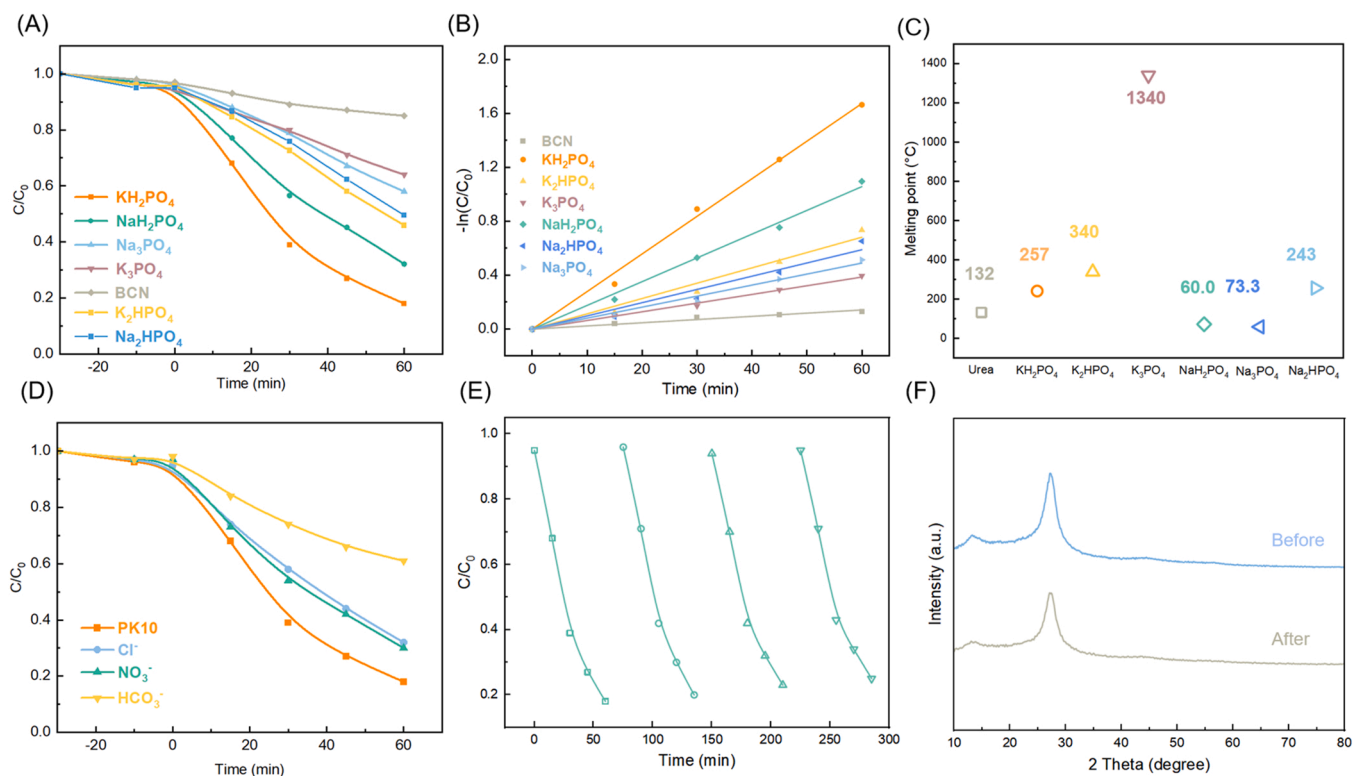 (A)
C/C₀
1.0
0.8
0.6
0.4
0.2
0.0
KH₂PO₄
NaH₂PO₄
Na₃PO₄
K₃PO₄
BCN
K₂HPO₄
Na₂HPO₄
-20 0 20 40 60
Time (min)
(B)
-ln(C/C₀)
2.0
1.6
1.2
0.8
0.4
0.0
BCN
KH₂PO₄
K₂HPO₄
K₃PO₄
NaH₂PO₄
Na₂HPO₄
Na₃PO₄
0 10 20 30 40 50 60
Time (min)
(C)
Melting point (°C)
1400
1200
1000
800
600
400
200
0
1340
340
257
243
132
60.0 73.3
Urea KH₂PO₄ K₂HPO₄ K₃PO₄ NaH₂PO₄ Na₃PO₄ Na₂HPO₄
(D)
C/C₀
1.0
0.8
0.6
0.4
0.2
0.0
PK10
Cl⁻
NO₃⁻
HCO₃⁻
-20 0 20 40 60
Time (min)
(E)
C/C₀
1.0
0.8
0.6
0.4
0.2
0 50 100 150 200 250 300
Time (min)
(F)
Intensity (a.u.)
Before
After
10 20 30 40 50 60 70 80
2 Theta (degree)